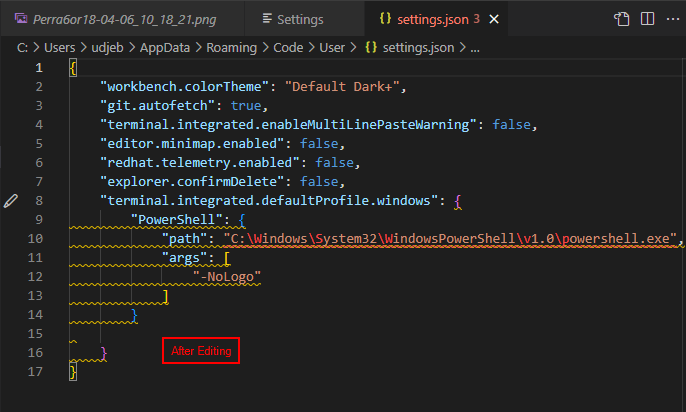 Perra6or18-04-06_10_18_21.png Settings settings.json 3
C: > Users > udjeb > AppData > Roaming > Code > User > {} settings.json > ...
1 {
2 "workbench.colorTheme": "Default Dark+",
3 "git.autofetch": true,
4 "terminal.integrated.enableMultiLinePasteWarning": false,
5 "editor.minimap.enabled": false,
6 "redhat.telemetry.enabled": false,
7 "explorer.confirmDelete": false,
8 "terminal.integrated.defaultProfile.windows": {
9 "PowerShell": {
10 "path": "C:\Windows\System32\WindowsPowerShell\v1.0\powershell.exe",
11 "args": [
12 "-NoLogo"
13 ]
14 }
15
16 } After Editing
17 }